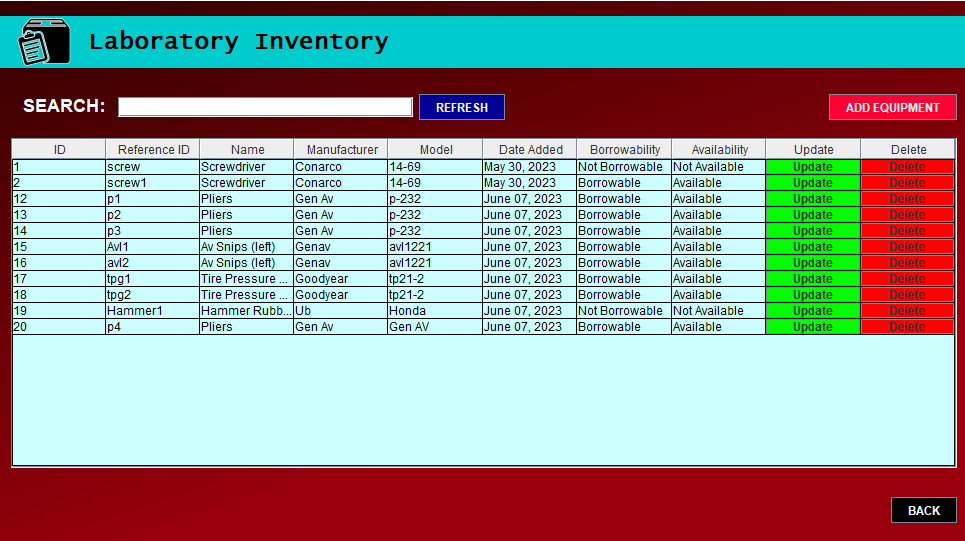 Laboratory Inventory
SEARCH: REFRESH ADD EQUIPMENT
ID Reference ID Name Manufacturer Model Date Added Borrowability Availability Update Delete
1 screw Screwdriver Conarco 14-69 May 30, 2023 Not Borrowable Not Available Update Delete
2 screw1 Screwdriver Conarco 14-69 May 30, 2023 Borrowable Available Update Delete
12 p1 Pliers Gen Av p-232 June 07, 2023 Borrowable Available Update Delete
13 p2 Pliers Gen Av p-232 June 07, 2023 Borrowable Available Update Delete
14 p3 Pliers Gen Av p-232 June 07, 2023 Borrowable Available Update Delete
15 Avl1 Av Snips (left) Genav avl1221 June 07, 2023 Borrowable Available Update Delete
16 avl2 Av Snips (left) Genav avl1221 June 07, 2023 Borrowable Available Update Delete
17 tpg1 Tire Pressure ... Goodyear tp21-2 June 07, 2023 Borrowable Available Update Delete
18 tpg2 Tire Pressure ... Goodyear tp21-2 June 07, 2023 Borrowable Available Update Delete
19 Hammer1 Hammer Rubb... Ub Honda June 07, 2023 Not Borrowable Not Available Update Delete
20 p4 Pliers Gen Av Gen AV June 07, 2023 Borrowable Available Update Delete
BACK